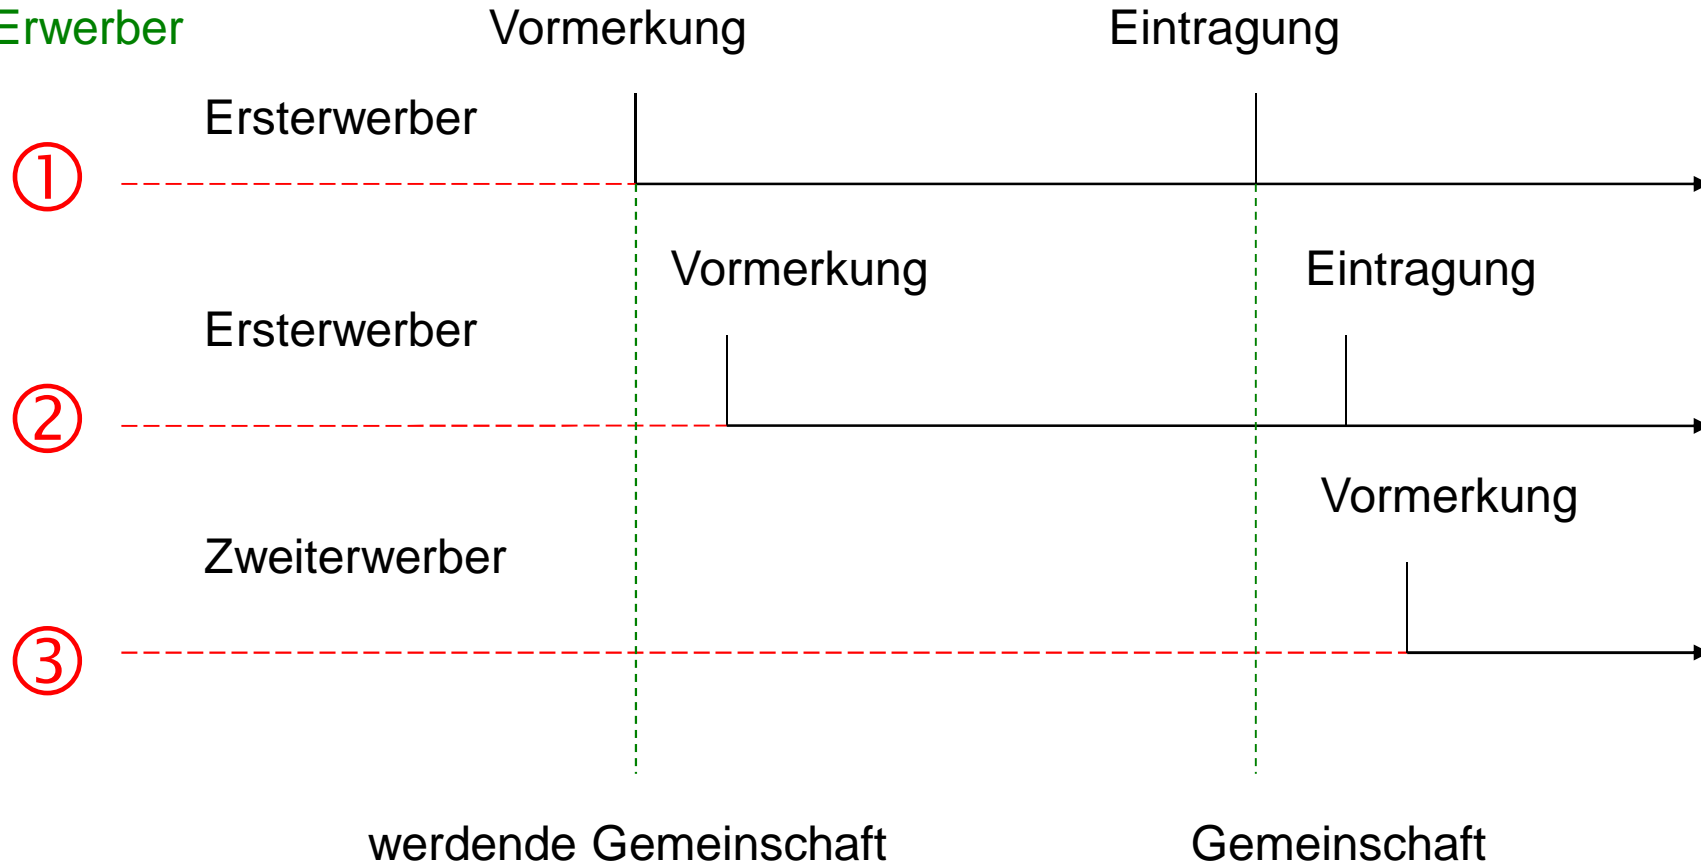 Erwerber Vormerkung Eintragung
Ersterwerber
①
Vormerkung Eintragung
Ersterwerber
②
Vormerkung
Zweiterwerber
③
werdende Gemeinschaft Gemeinschaft